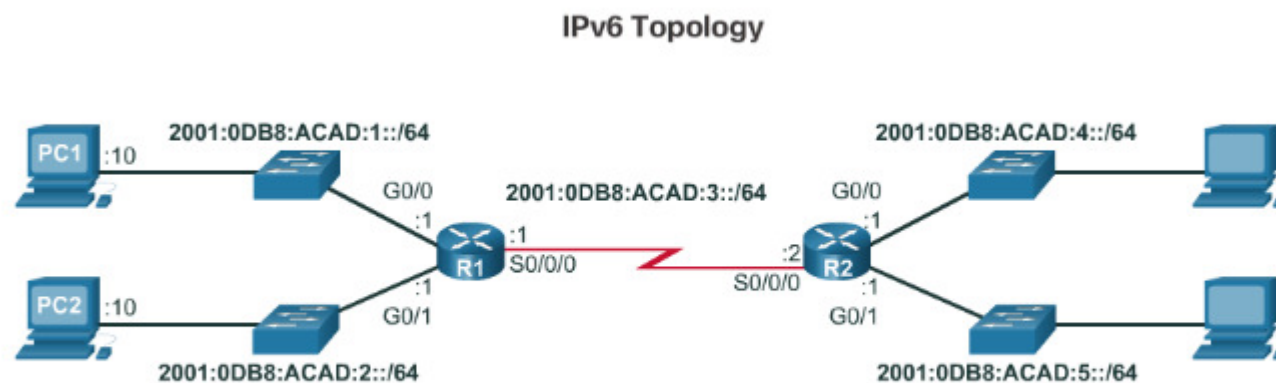 IPv6 Topology
2001:0DB8:ACAD:1::/64
2001:0DB8:ACAD:4::/64
PC1
:10
G0/0
2001:0DB8:ACAD:3::/64
G0/0
:1
:1
:1
:2
R1
R2
S0/0/0
S0/0/0
PC2
:10
:1
:1
G0/1
G0/1
2001:0DB8:ACAD:2::/64
2001:0DB8:ACAD:5::/64